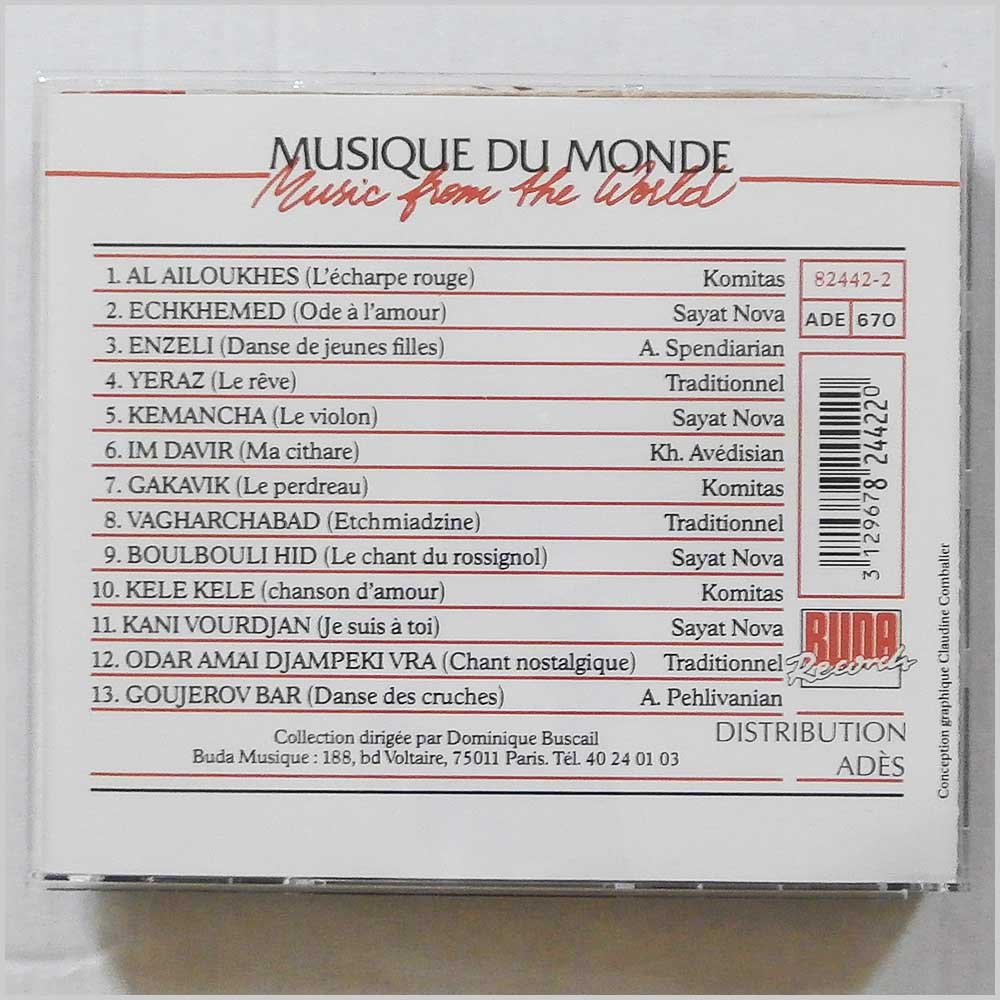 MUSIQUE DU MONDE
Music from the World
1. AL AILOUKHES (L'écharpe rouge) Komitas
2. ECHKHEMED (Ode à l'amour) Sayat Nova
3. ENZELI (Danse de jeunes filles) A. Spendiarian
4. YERAZ (Le rêve) Traditionnel
5. KEMANCHA (Le violon) Sayat Nova
6. IM DAVIR (Ma cithare) Kh. Avédisian
7. GAKAVIK (Le perdreau) Komitas
8. VAGHARCHABAD (Etchmiadzine) Traditionnel
9. BOULBOULI HID (Le chant du rossignol) Sayat Nova
10. KELE KELE (chanson d'amour) Komitas
11. KANI VOURDJAN (Je suis à toi) Sayat Nova
12. ODAR AMAI DJAMPEKI VRA (Chant nostalgique) Traditionnel
13. GOUJEROV BAR (Danse des cruches) A. Pehlivanian
Collection dirigée par Dominique Buscail
Buda Musique : 188, bd Voltaire, 75011 Paris. Tél. 40 24 01 03
82442-2
ADE 670
3 129678 244220
BUDA
Records
DISTRIBUTION
ADÈS
Conception graphique Claudine Combalier